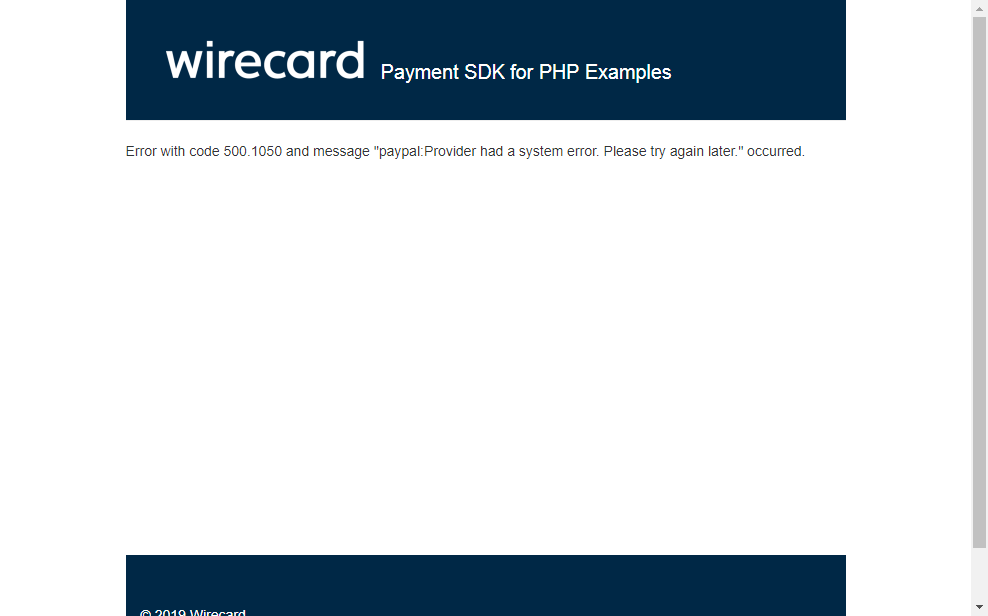 wirecard Payment SDK for PHP Examples
Error with code 500.1050 and message "paypal:Provider had a system error. Please try again later." occurred.
© 2019 Wirecard